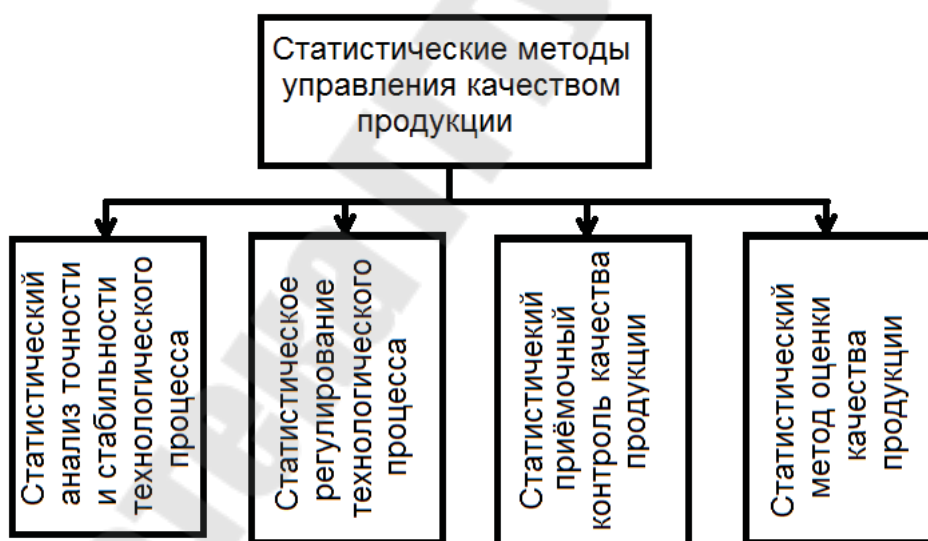 Статистические методы
управления качеством
продукции
Статистический
анализ точности
и стабильности
технологического
процесса
Статистическое
регулирование
технологического
процесса
Статистичекий
приёмочный
контроль качества
продукции
Статистический
метод оценки
качества
продукции